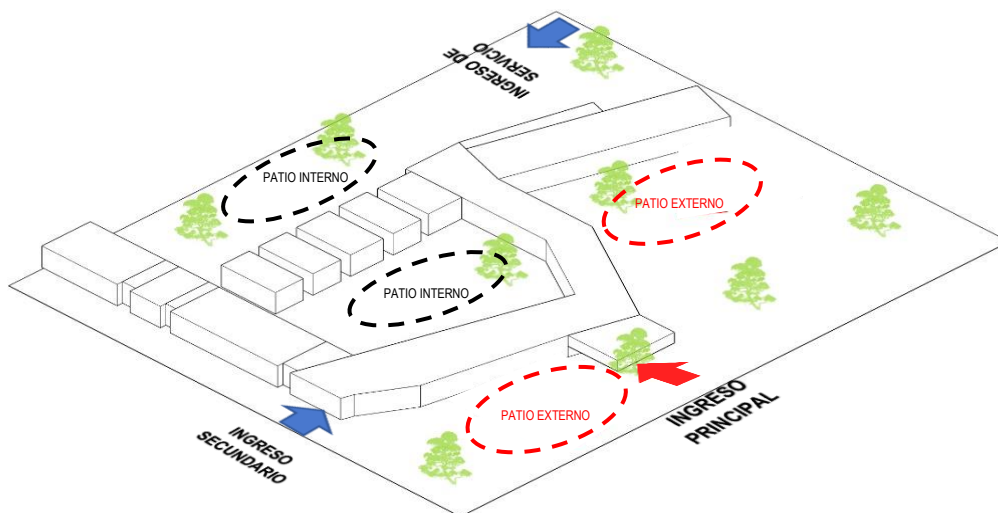 INGRESO DE
SERVICIO
PATIO INTERNO
PATIO EXTERNO
PATIO INTERNO
PATIO EXTERNO
INGRESO
PRINCIPAL
INGRESO
SECUNDARIO